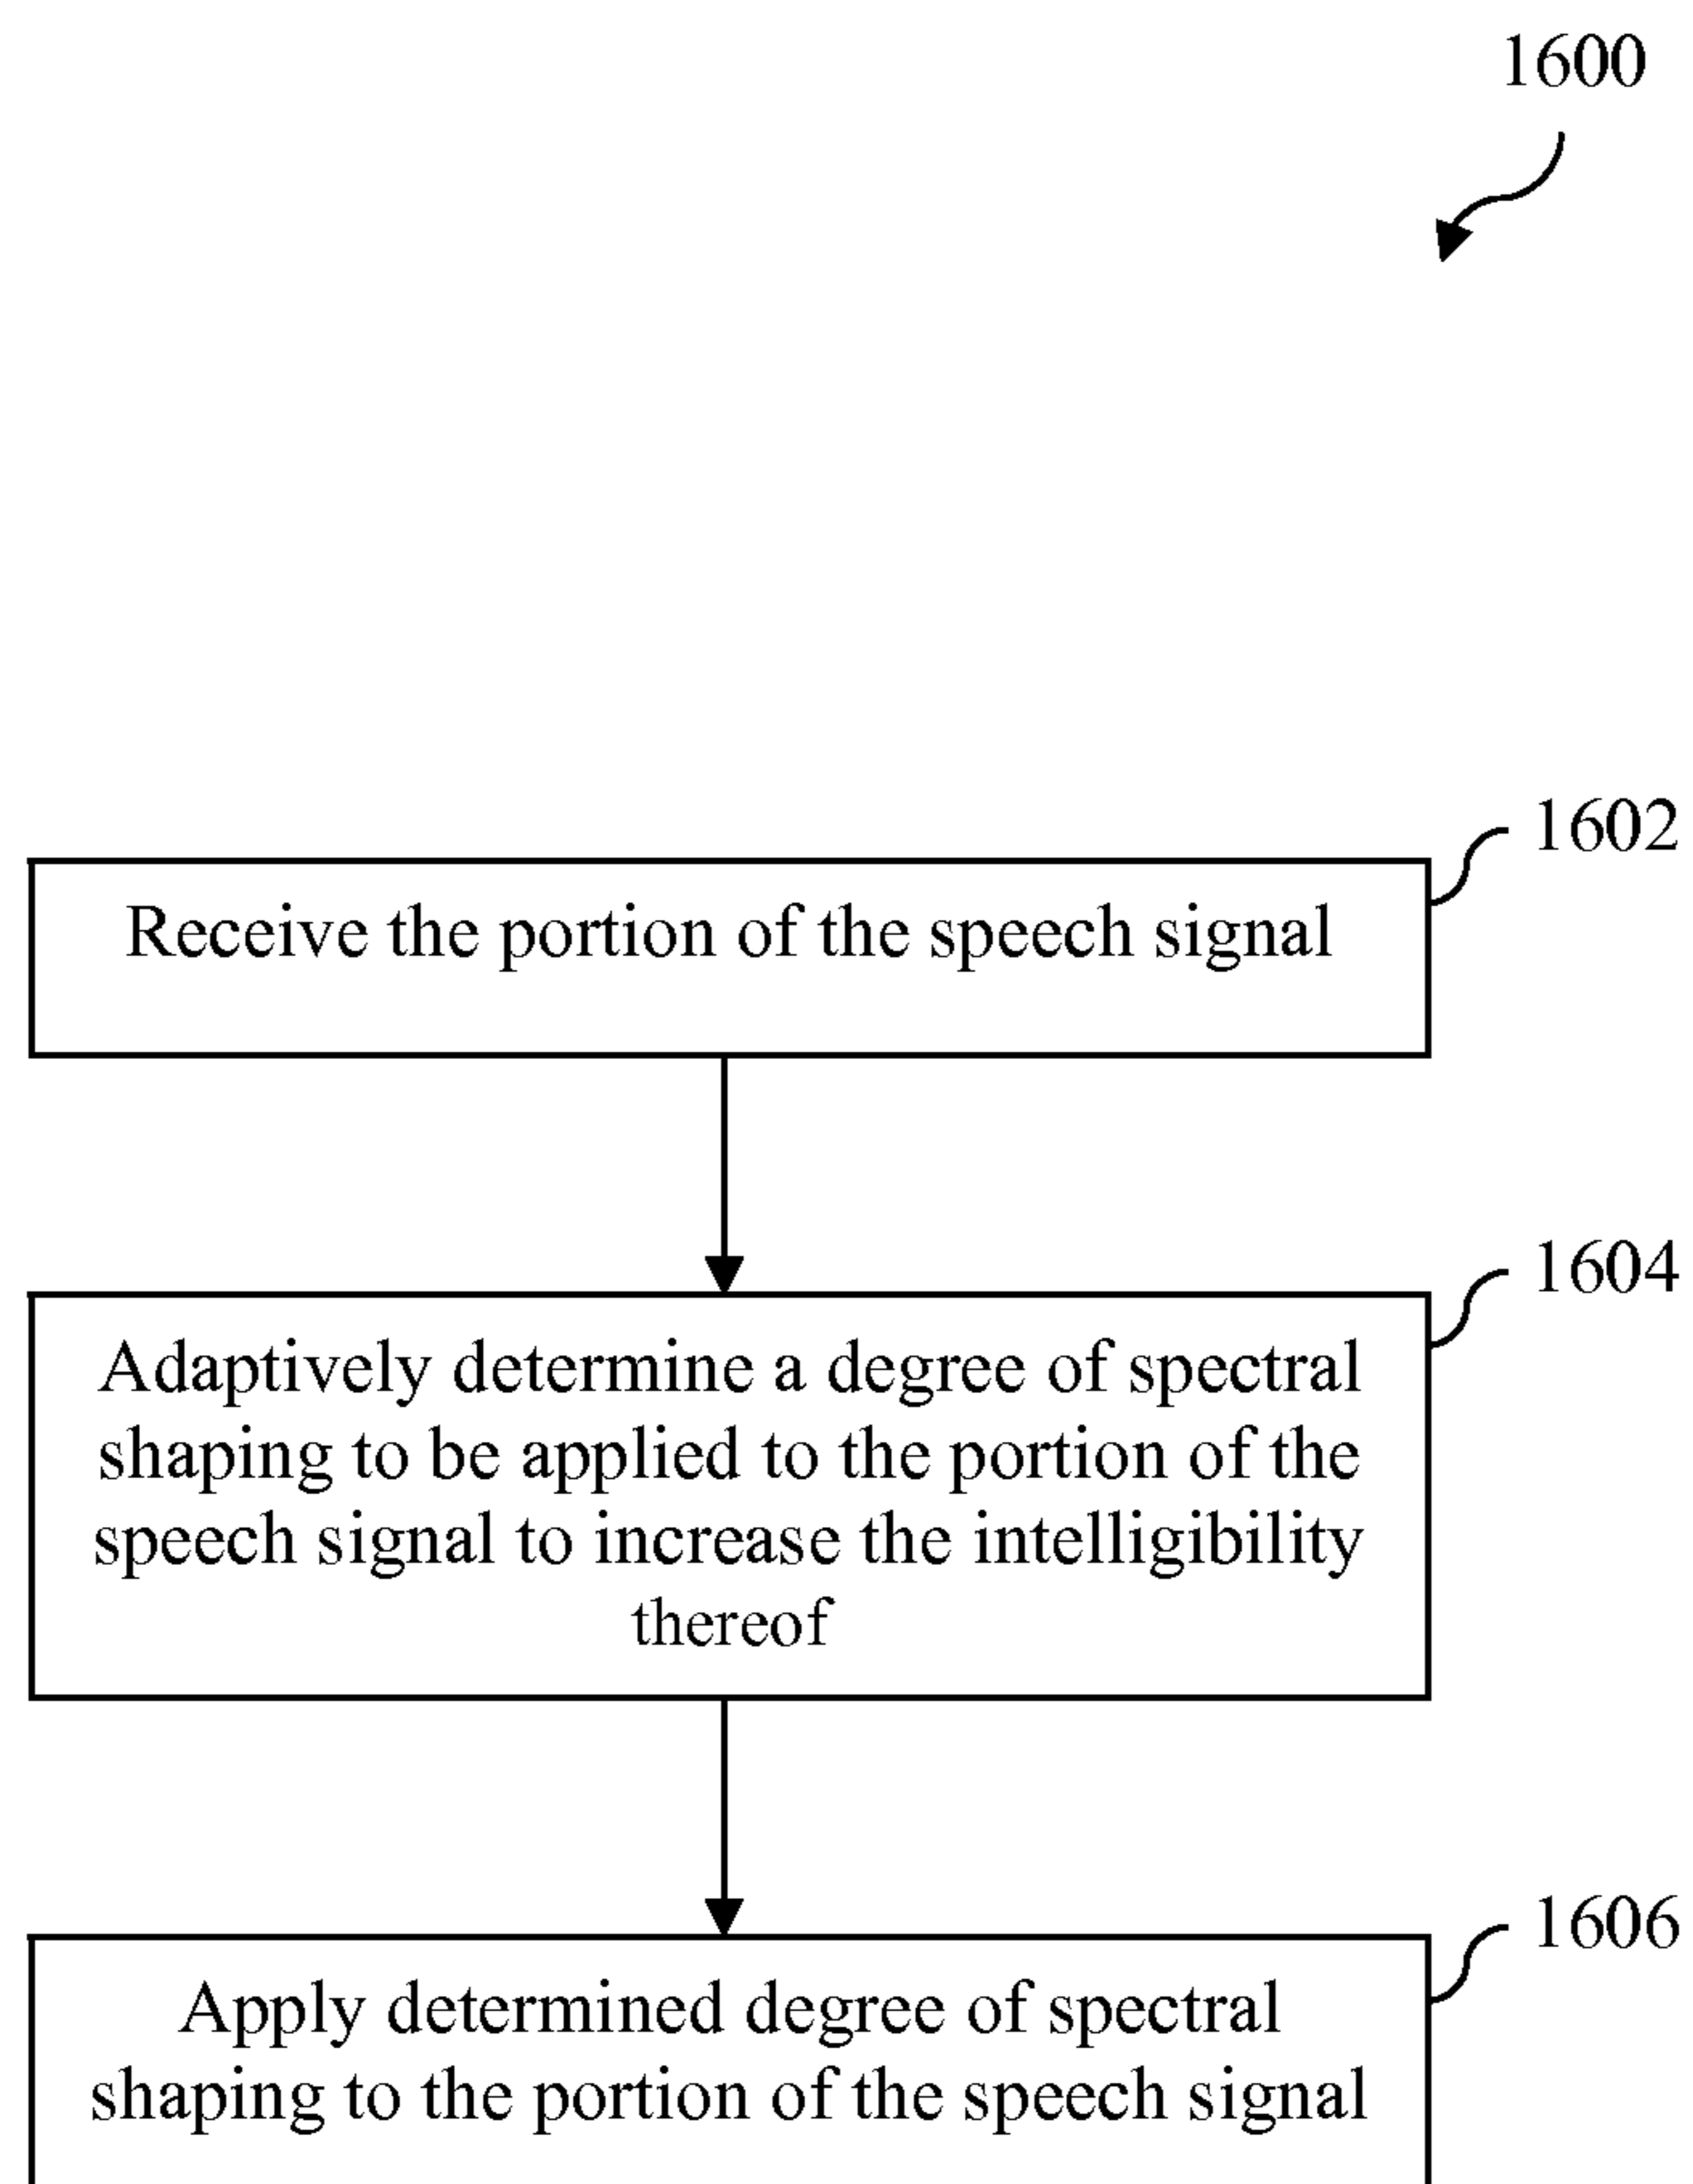 1600
1602
Receive the portion of the speech signal
1604
Adaptively determine a degree of spectral
shaping to be applied to the portion of the
speech signal to increase the intelligibility
thereof
1606
Apply determined degree of spectral
shaping to the portion of the speech signal